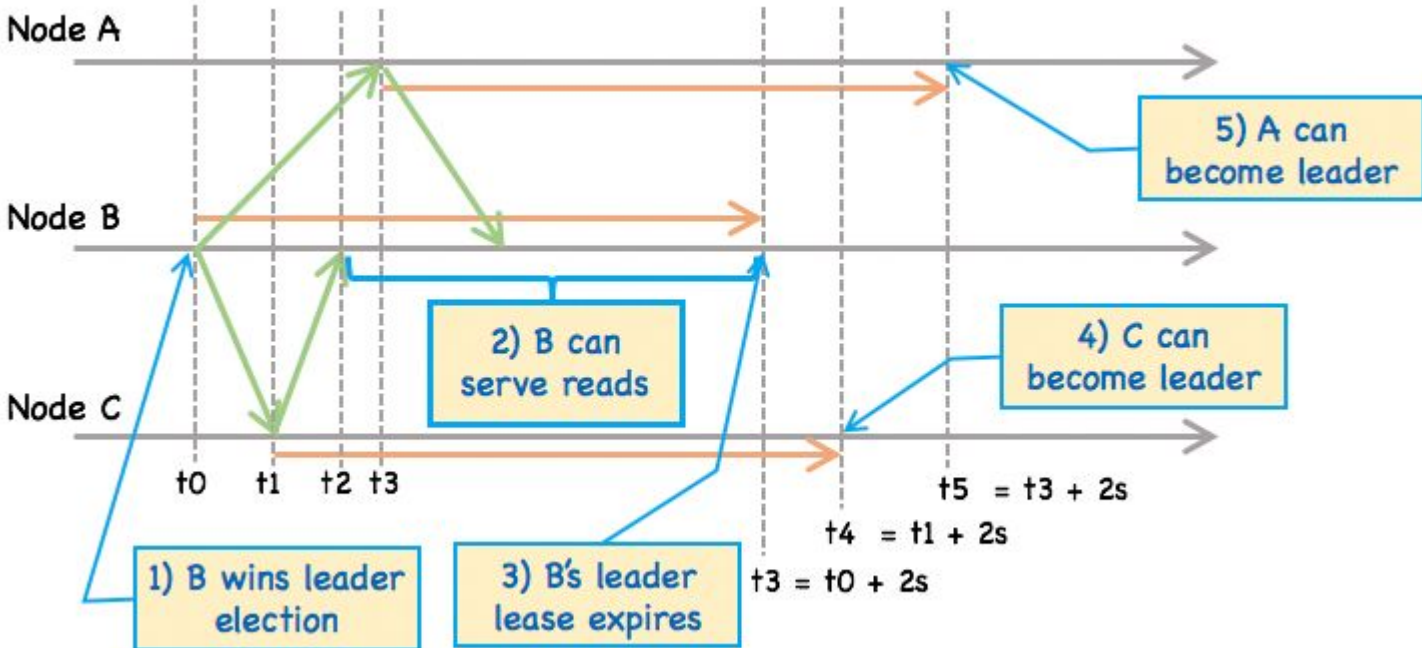 Node A
5) A can
become leader
Node B
2) B can
serve reads
4) C can
become leader
Node C
t0 t1 t2 t3
t5 = t3 + 2s
t4 = t1 + 2s
t3 = t0 + 2s
1) B wins leader
election
3) B's leader
lease expires